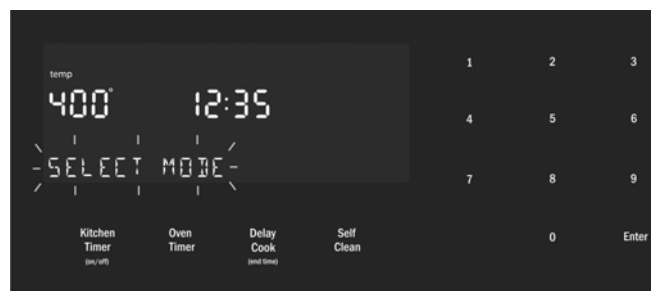 temp
400° 12:35
SELECT MODE
Kitchen Timer (on/off)
Oven Timer
Delay Cook (end time)
Self Clean
1 2 3
4 5 6
7 8 9
0 Enter